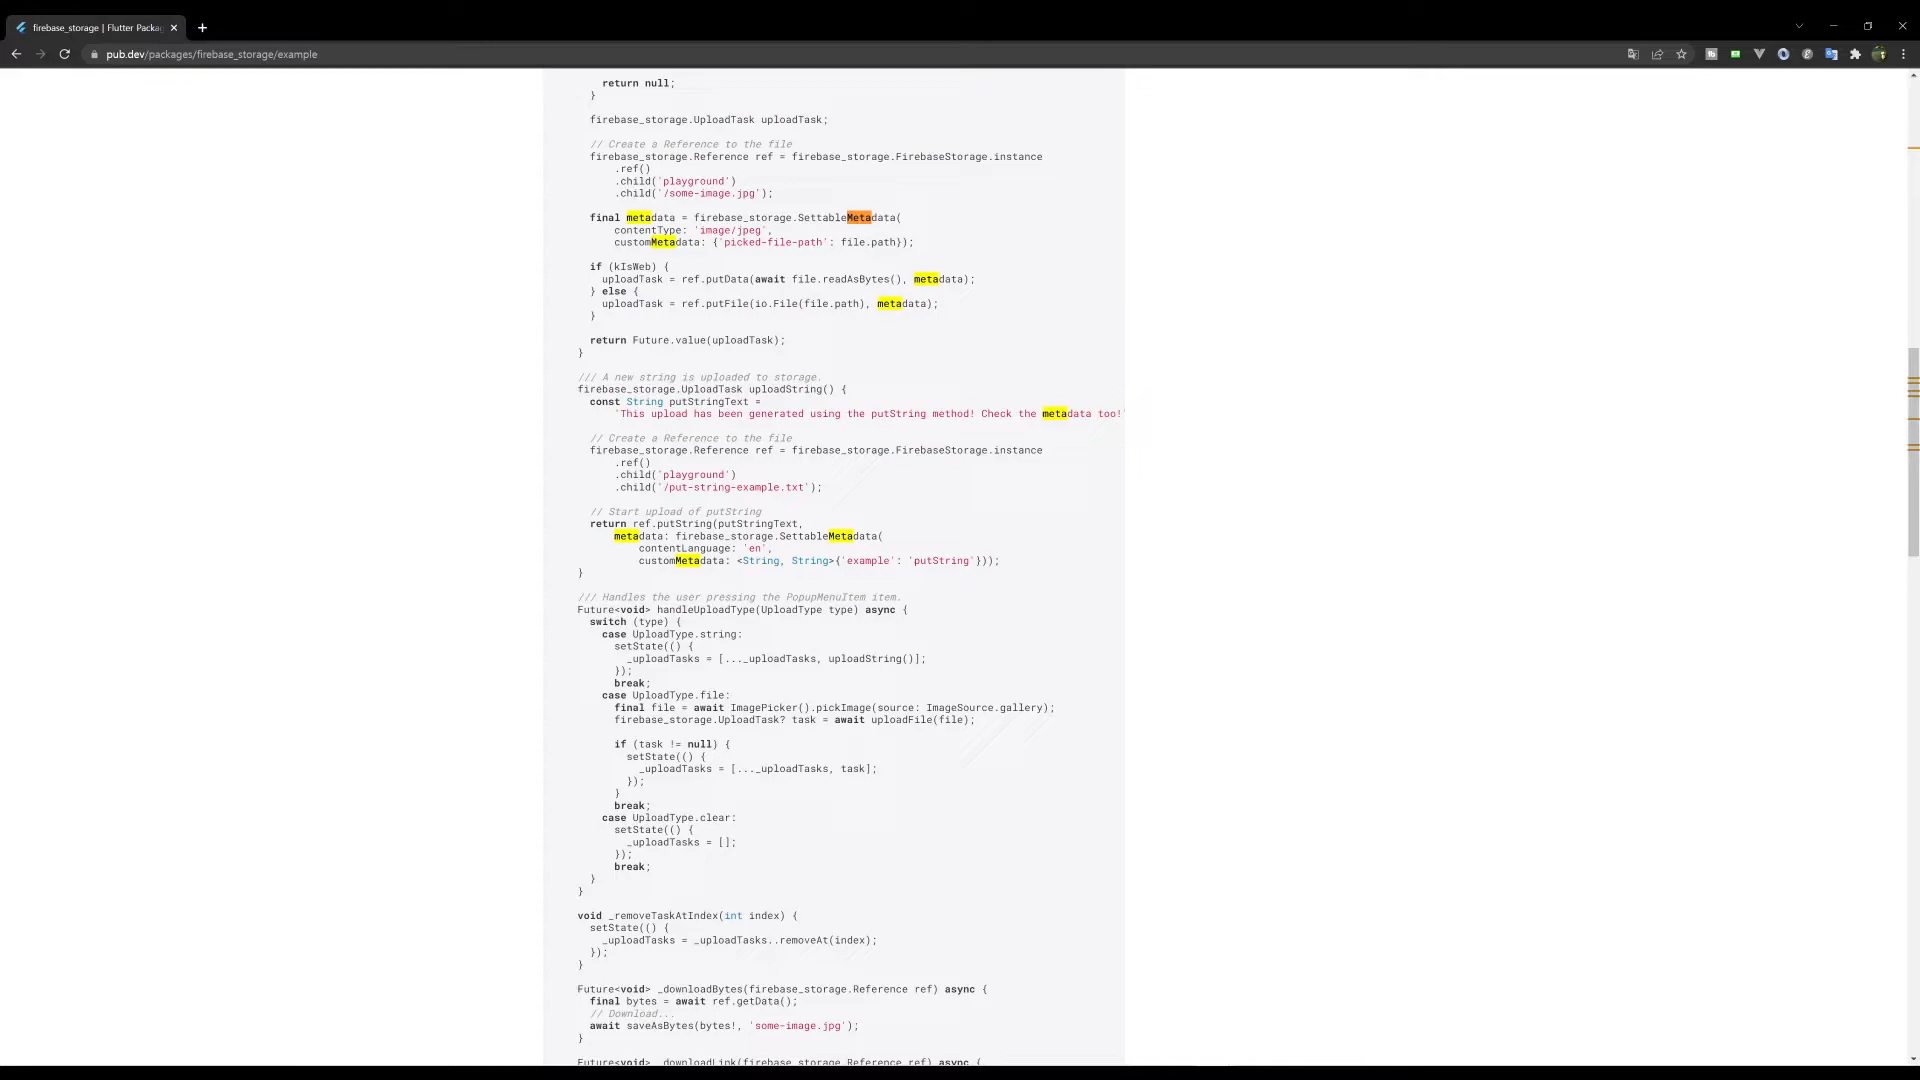 firebase_storage | Flutter Packa
pub.dev/packages/firebase_storage/example
return null;
}
firebase_storage.UploadTask uploadTask;
// Create a Reference to the file
firebase_storage.Reference ref = firebase_storage.FirebaseStorage.instance
.ref()
.child('playground')
.child('/some-image.jpg');
final metadata = firebase_storage.SettableMetadata(
contentType: 'image/jpeg',
customMetadata: {'picked-file-path': file.path});
if (kIsWeb) {
uploadTask = ref.putData(await file.readAsBytes(), metadata);
} else {
uploadTask = ref.putFile(io.File(file.path), metadata);
}
return Future.value(uploadTask);
}
/// A new string is uploaded to storage.
firebase_storage.UploadTask uploadString() {
const String putStringText =
'This upload has been generated using the putString method! Check the metadata too!'
// Create a Reference to the file
firebase_storage.Reference ref = firebase_storage.FirebaseStorage.instance
.ref()
.child('playground')
.child('/put-string-example.txt');
// Start upload of putString
return ref.putString(putStringText,
metadata: firebase_storage.SettableMetadata(
contentLanguage: 'en',
customMetadata: <String, String>{'example': 'putString'}));
}
/// Handles the user pressing the PopupMenuItem item.
Future<void> handleUploadType(UploadType type) async {
switch (type) {
case UploadType.string:
setState(() {
_uploadTasks = [..._uploadTasks, uploadString()];
});
break;
case UploadType.file:
final file = await ImagePicker().pickImage(source: ImageSource.gallery);
firebase_storage.UploadTask? task = await uploadFile(file);
if (task != null) {
setState(() {
_uploadTasks = [..._uploadTasks, task];
});
}
break;
case UploadType.clear:
setState(() {
_uploadTasks = [];
});
break;
}
}
void _removeTaskAtIndex(int index) {
setState(() {
_uploadTasks = _uploadTasks..removeAt(index);
});
}
Future<void> _downloadBytes(firebase_storage.Reference ref) async {
final bytes = await ref.getData();
// Download...
await saveAsBytes(bytes!, 'some-image.jpg');
}
Future<void> _downloadLink(firebase_storage.Reference ref) async {